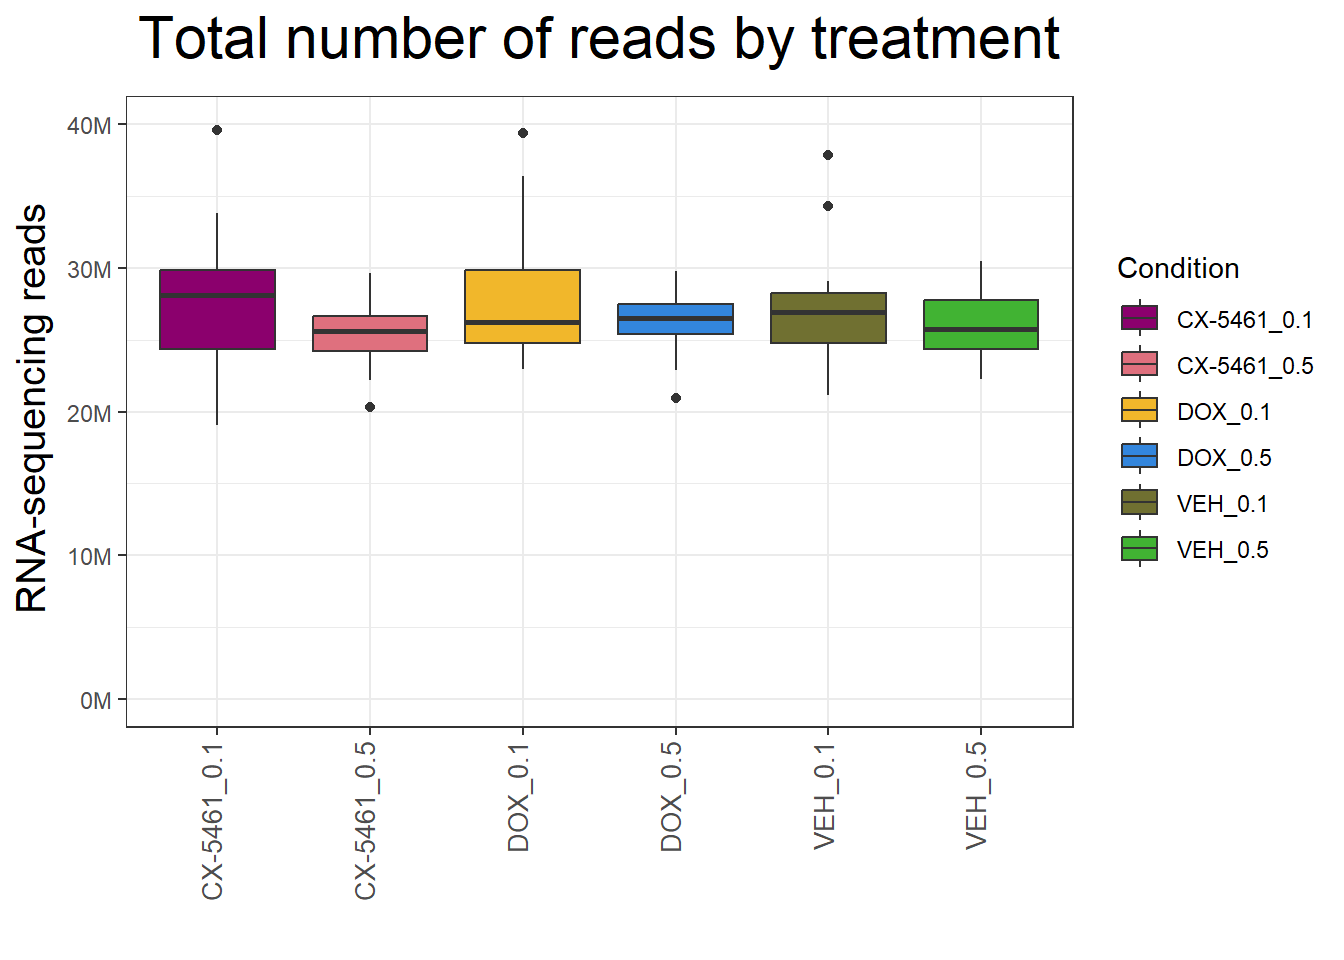 Total number of reads by treatment
RNA-sequencing reads
40M
30M
20M
10M
0M
CX-5461_0.1
CX-5461_0.5
DOX_0.1
DOX_0.5
VEH_0.1
VEH_0.5
Condition
CX-5461_0.1
CX-5461_0.5
DOX_0.1
DOX_0.5
VEH_0.1
VEH_0.5